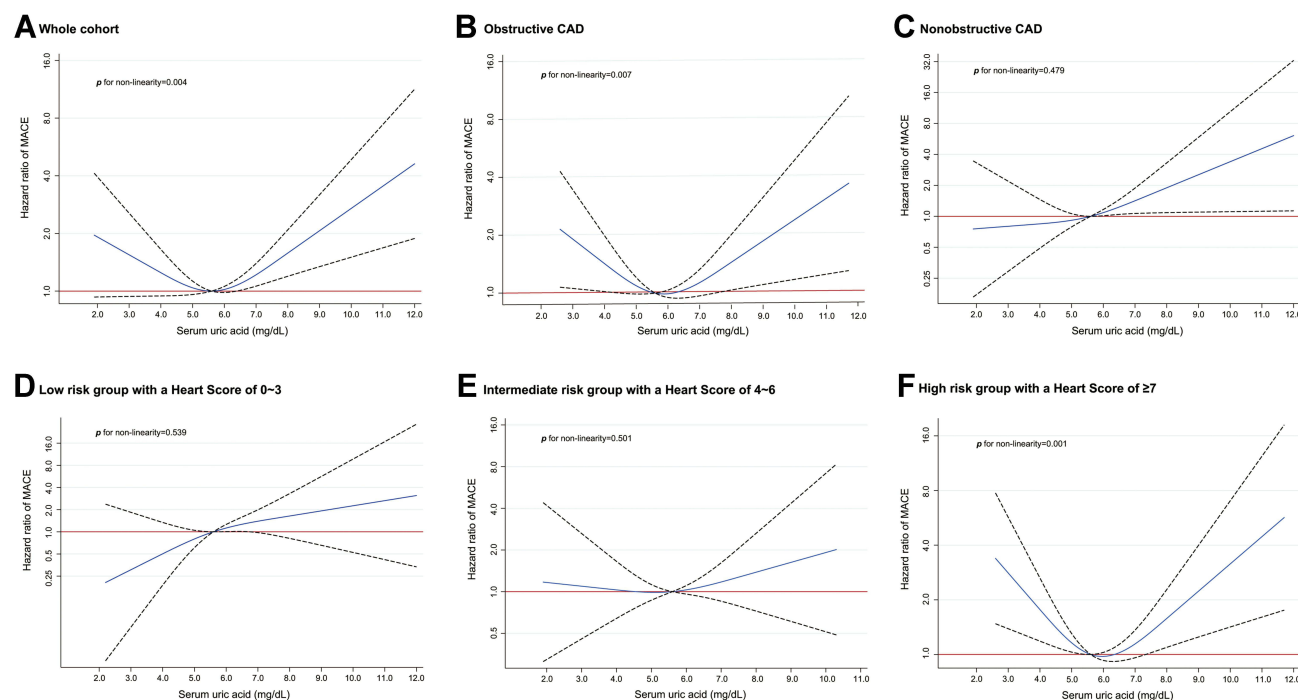 A Whole cohort
p for non-linearity=0.004
Hazard ratio of MACE
16.0
8.0
4.0
2.0
1.0
2.0 3.0 4.0 5.0 6.0 7.0 8.0 9.0 10.0 11.0 12.0
Serum uric acid (mg/dL)
B Obstructive CAD
p for non-linearity=0.007
Hazard ratio of MACE
16.0
8.0
4.0
2.0
1.0
2.0 3.0 4.0 5.0 6.0 7.0 8.0 9.0 10.0 11.0 12.0
Serum uric acid (mg/dL)
C Nonobstructive CAD
p for non-linearity=0.479
Hazard ratio of MACE
32.0
16.0
8.0
4.0
2.0
1.0
0.5
0.25
2.0 3.0 4.0 5.0 6.0 7.0 8.0 9.0 10.0 11.0 12.0
Serum uric acid (mg/dL)
D Low risk group with a Heart Score of 0~3
p for non-linearity=0.539
Hazard ratio of MACE
16.0
8.0
4.0
2.0
1.0
0.5
0.25
2.0 3.0 4.0 5.0 6.0 7.0 8.0 9.0 10.0 11.0 12.0
Serum uric acid (mg/dL)
E Intermediate risk group with a Heart Score of 4~6
p for non-linearity=0.501
Hazard ratio of MACE
16.0
8.0
4.0
2.0
1.0
0.5
2.0 3.0 4.0 5.0 6.0 7.0 8.0 9.0 10.0 11.0
Serum uric acid (mg/dL)
F High risk group with a Heart Score of ≥7
p for non-linearity=0.001
Hazard ratio of MACE
16.0
8.0
4.0
2.0
1.0
2.0 3.0 4.0 5.0 6.0 7.0 8.0 9.0 10.0 11.0 12.0
Serum uric acid (mg/dL)